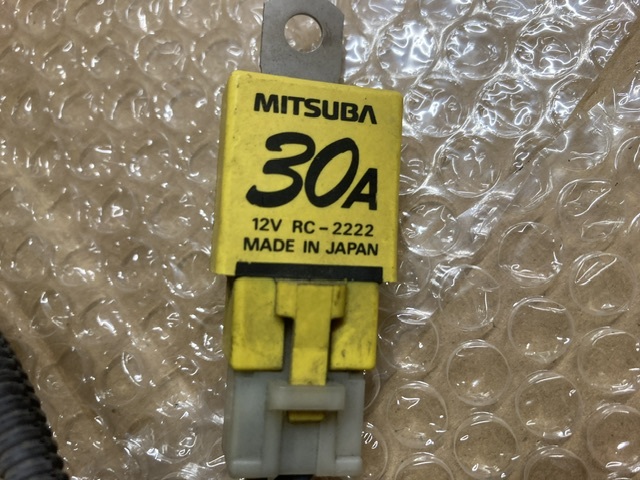 MITSUBA
30A
12V RC-2222
MADE IN JAPAN